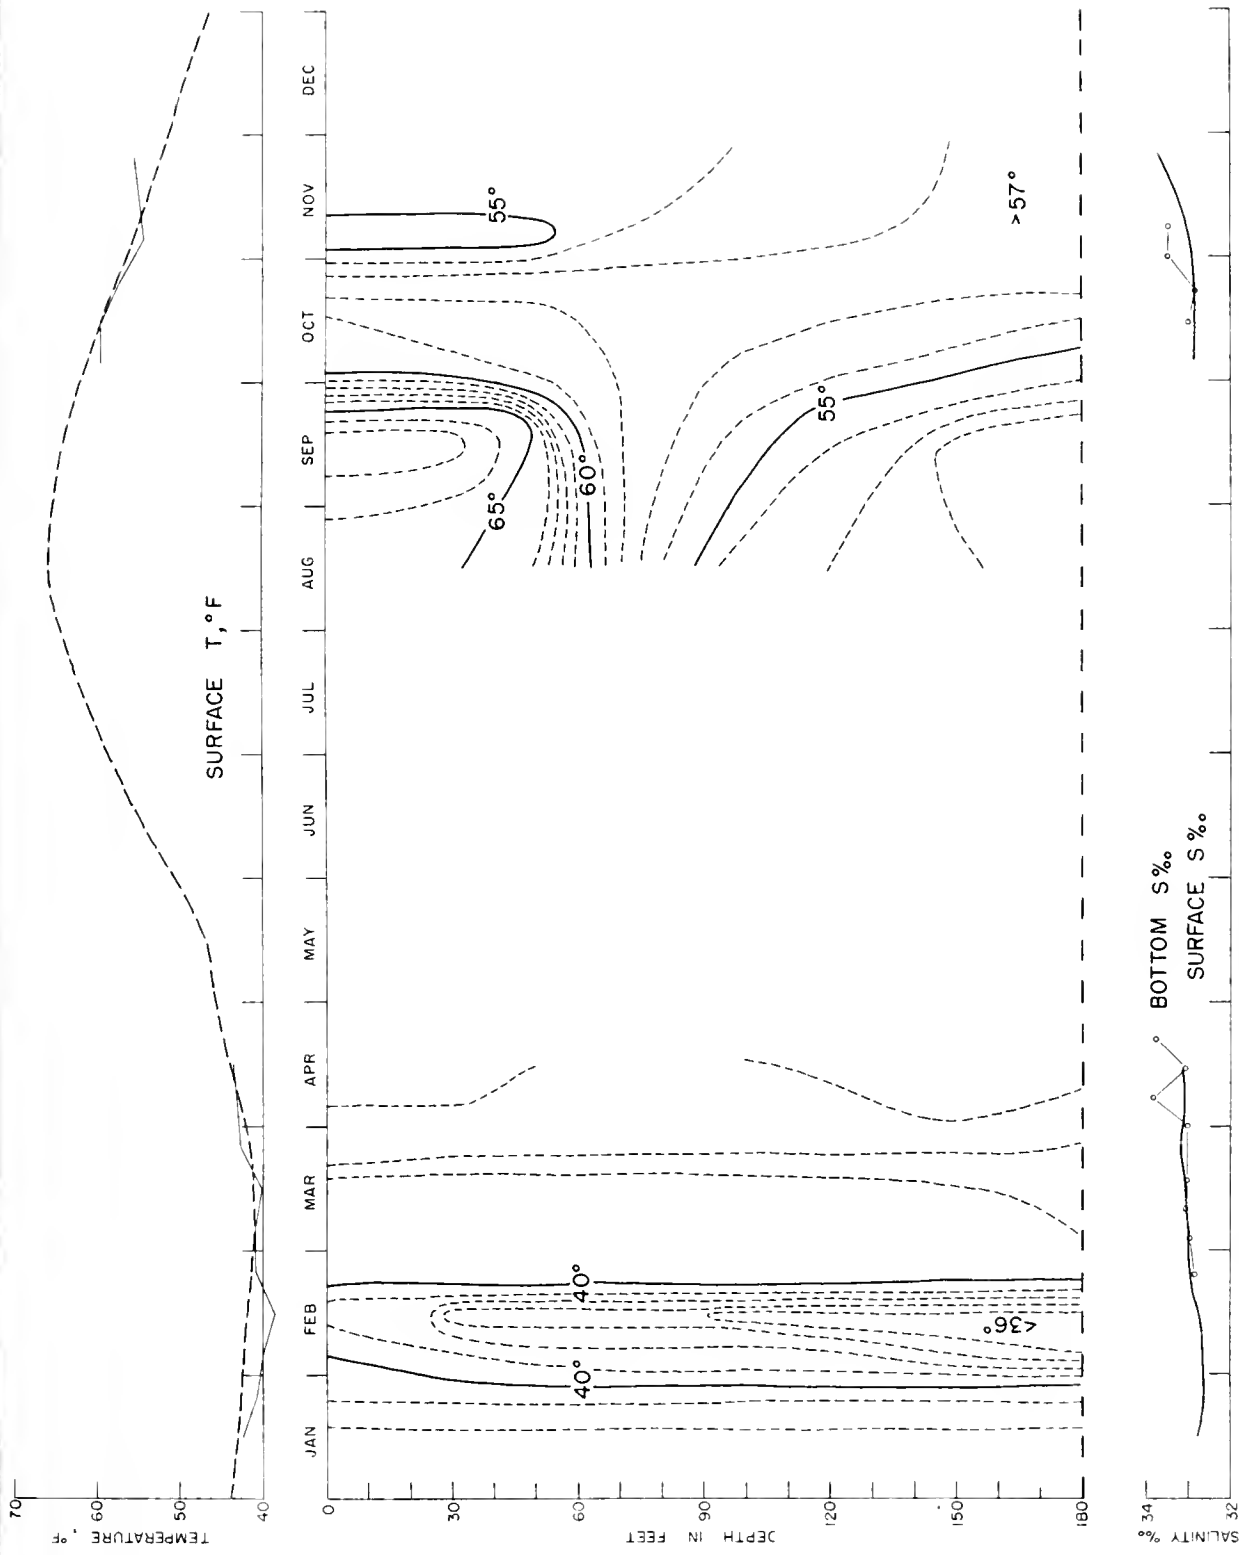 70
60
50
40
TEMPERATURE, °F
SURFACE T, °F
JAN
FEB
MAR
APR
MAY
JUN
JUL
AUG
SEP
OCT
NOV
DEC
0
30
60
90
120
150
180
DEPTH IN FEET
40°
40°
<36°
65°
60°
55°
55°
>57°
34
32
SALINITY ‰
BOTTOM S‰
SURFACE S‰